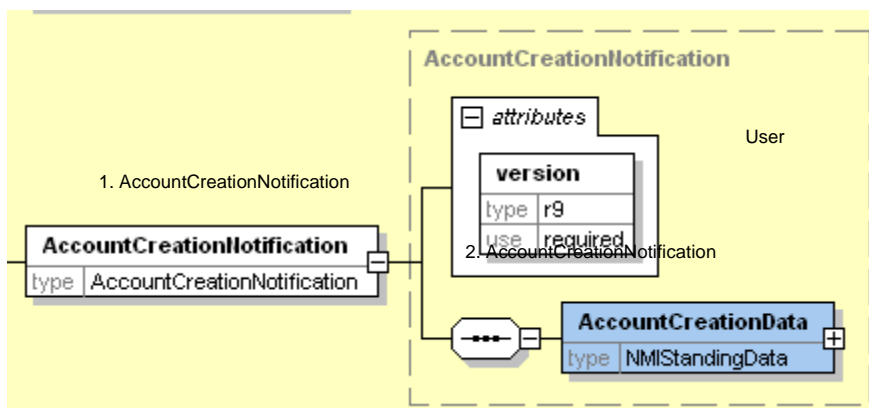 AccountCreationNotification
attributes
User
version
1. AccountCreationNotification
type r9
use required
AccountCreationNotification
2. AccountCreationNotification
type AccountCreationNotification
AccountCreationData
type NMIStandingData